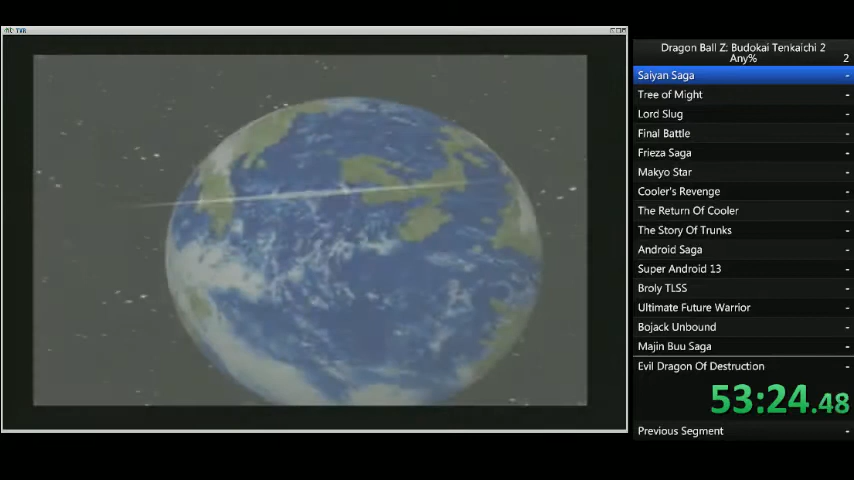 TVR
Dragon Ball Z: Budokai Tenkaichi 2
Any% 2
Saiyan Saga -
Tree of Might -
Lord Slug -
Final Battle -
Frieza Saga -
Makyo Star -
Cooler's Revenge -
The Return Of Cooler -
The Story Of Trunks -
Android Saga -
Super Android 13 -
Broly TLSS -
Ultimate Future Warrior -
Bojack Unbound -
Majin Buu Saga -
Evil Dragon Of Destruction -
53:24.48
Previous Segment -